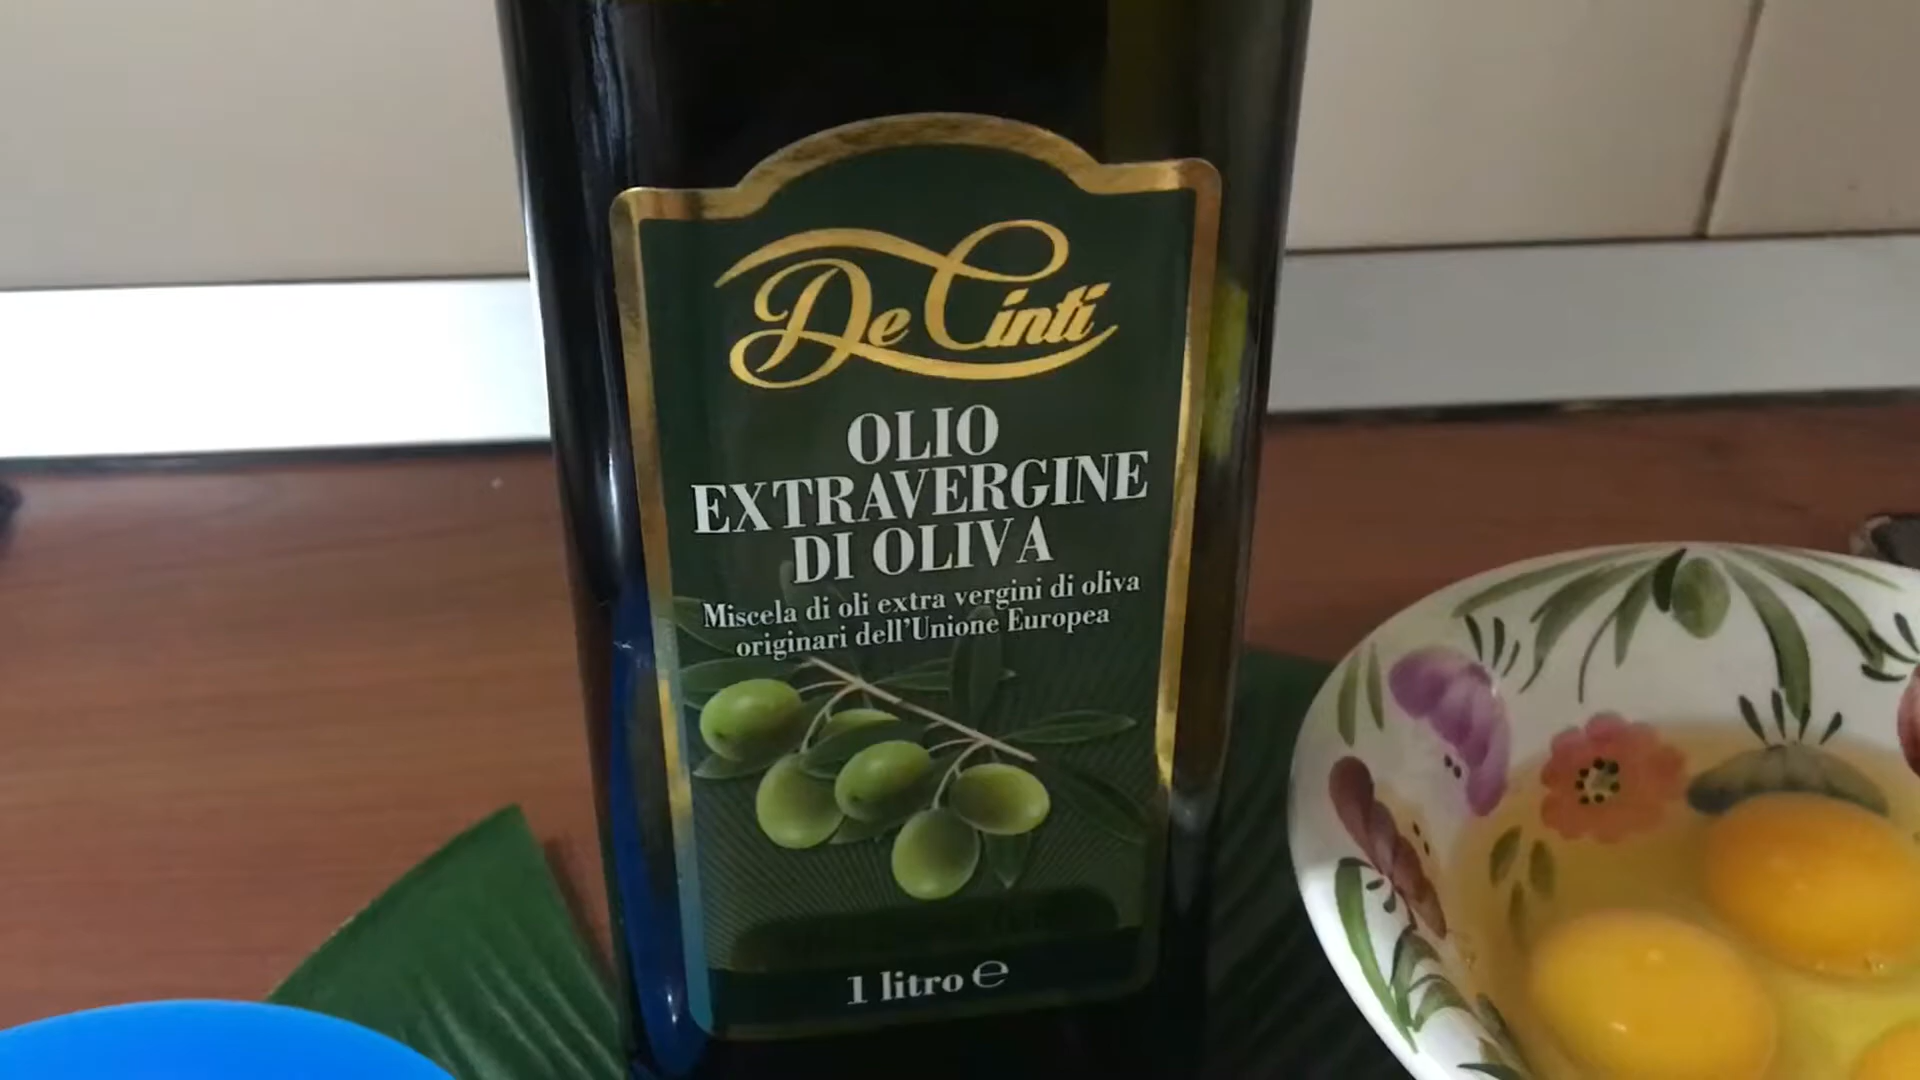 De Cinti
OLIO
EXTRAVERGINE
DI OLIVA
Miscela di oli extra vergini di oliva
originari dell'Unione Europea
1 litro ℮